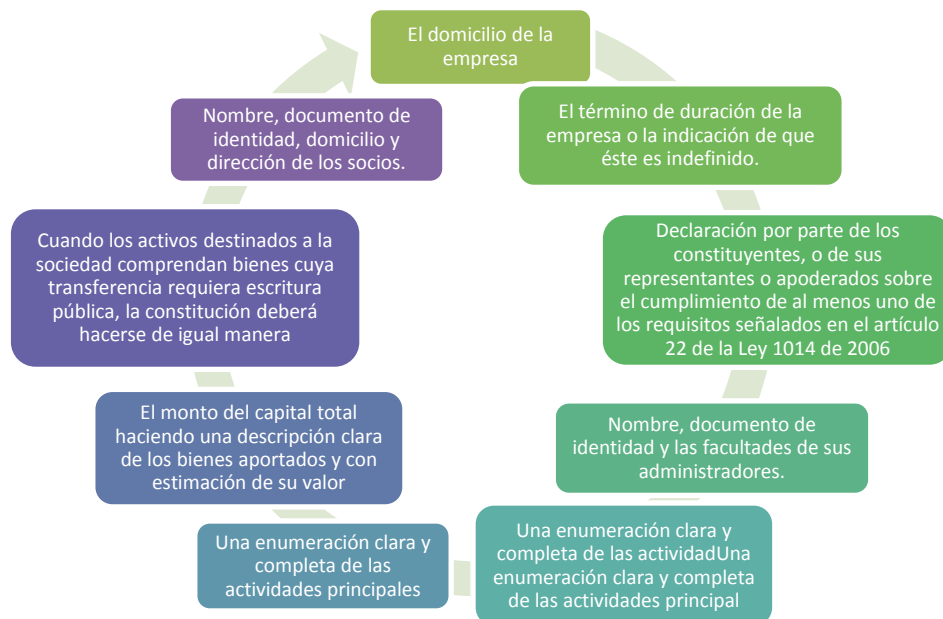 El domicilio de la
empresa
El término de duración de la
empresa o la indicación de que
éste es indefinido.
Declaración por parte de los
constituyentes, o de sus
representantes o apoderados sobre
el cumplimiento de al menos uno de
los requisitos señalados en el artículo
22 de la Ley 1014 de 2006
Nombre, documento de
identidad y las facultades de sus
administradores.
Una enumeración clara y
completa de las actividadUna
enumeración clara y completa
de las actividades principal
Una enumeración clara y
completa de las
actividades principales
El monto del capital total
haciendo una descripción clara
de los bienes aportados y con
estimación de su valor
Cuando los activos destinados a la
sociedad comprendan bienes cuya
transferencia requiera escritura
pública, la constitución deberá
hacerse de igual manera
Nombre, documento de
identidad, domicilio y
dirección de los socios.